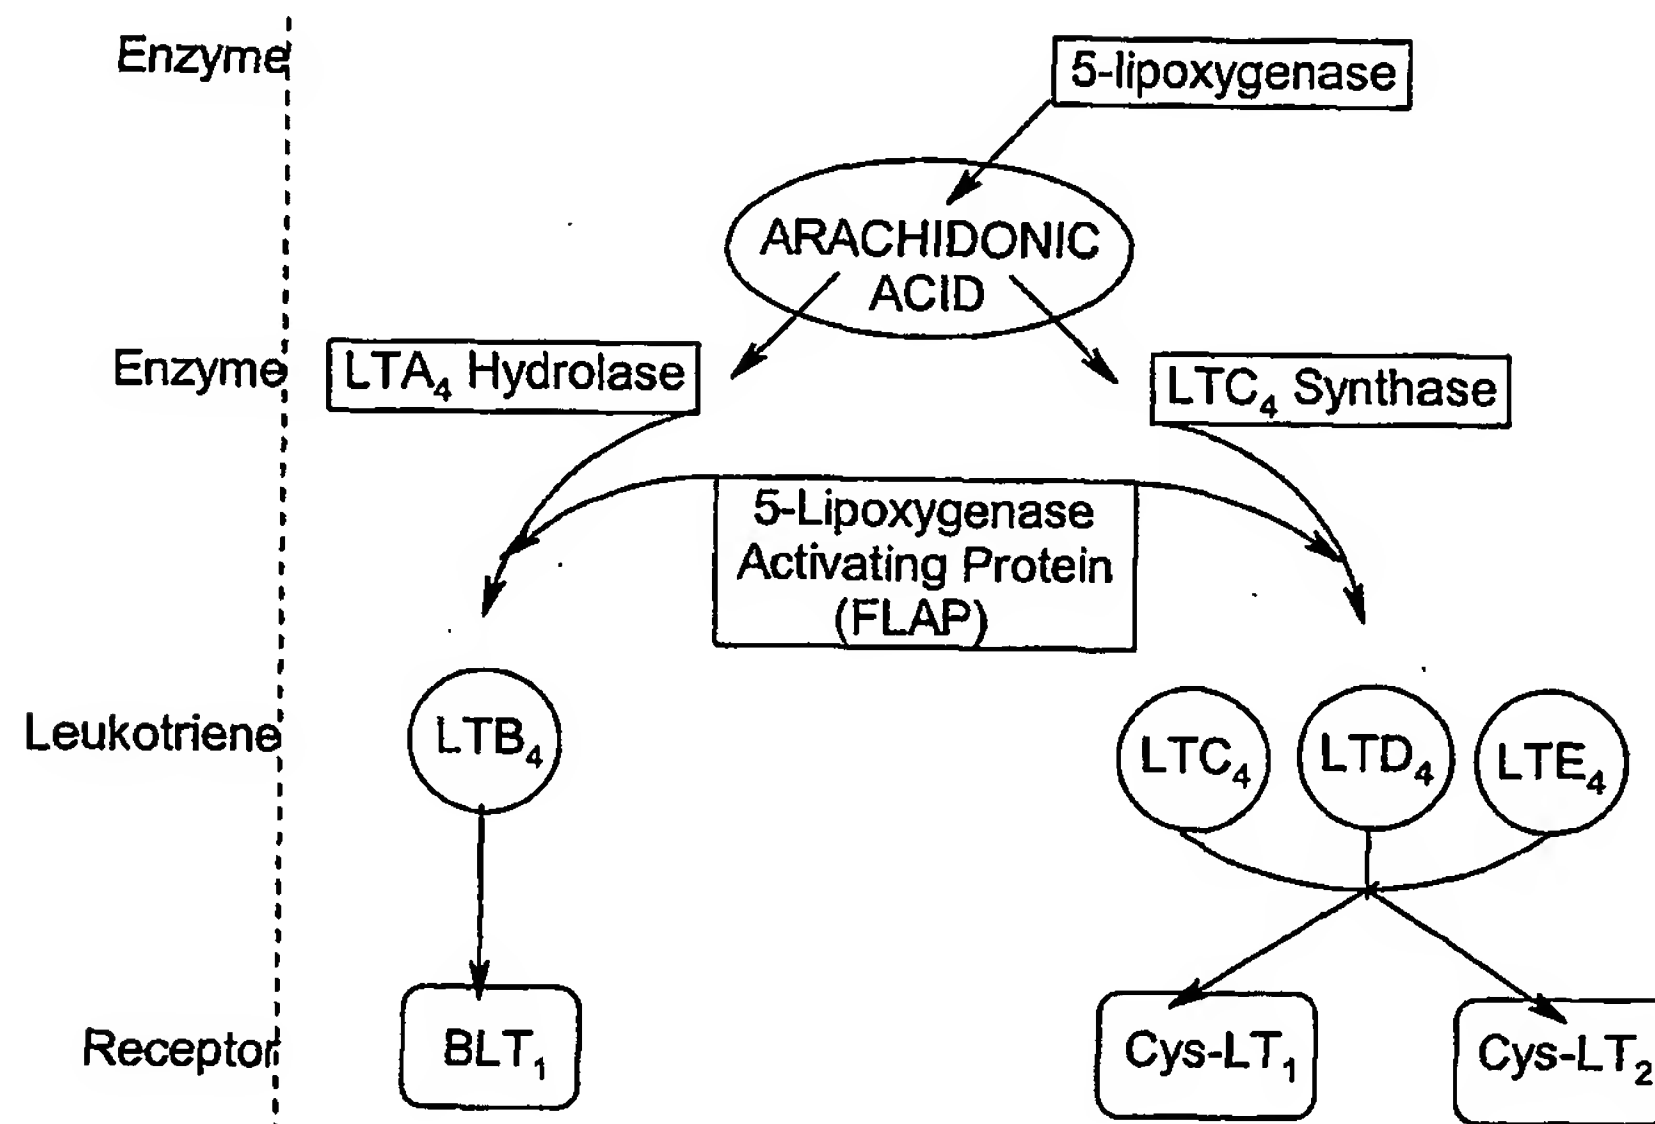 Enzyme
5-lipoxygenase
ARACHIDONIC
ACID
Enzyme
LTA₄ Hydrolase
LTC₄ Synthase
5-Lipoxygenase
Activating Protein
(FLAP)
Leukotriene
LTB₄
LTC₄
LTD₄
LTE₄
Receptor
BLT₁
Cys-LT₁
Cys-LT₂